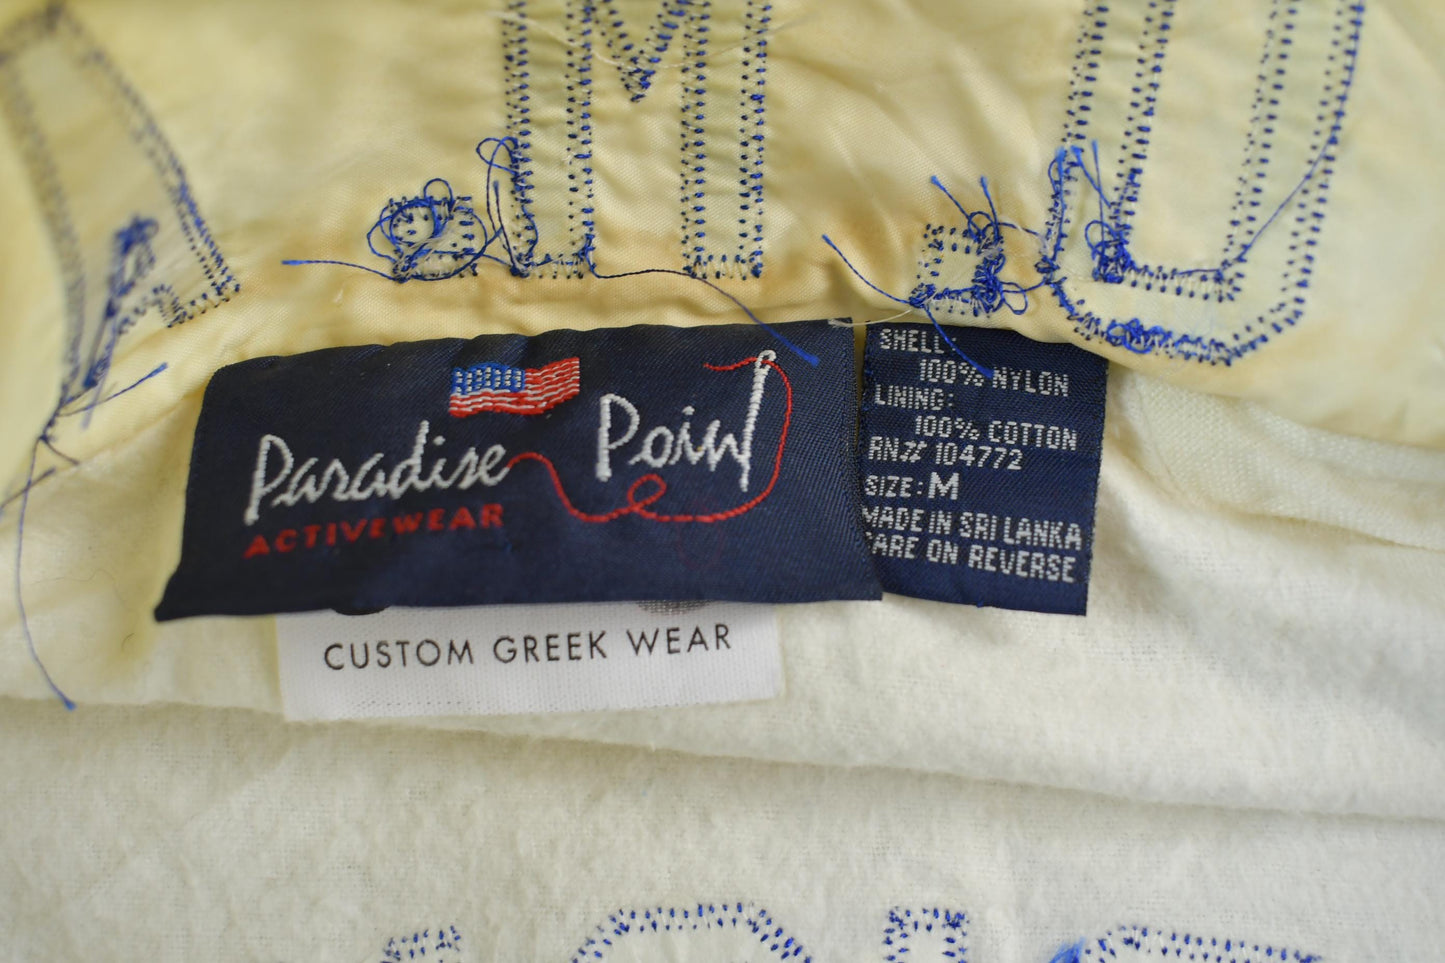 Paradise Point
ACTIVEWEAR
SHELL:
100% NYLON
LINING:
100% COTTON
RN# 104772
SIZE: M
MADE IN SRI LANKA
CARE ON REVERSE
CUSTOM GREEK WEAR